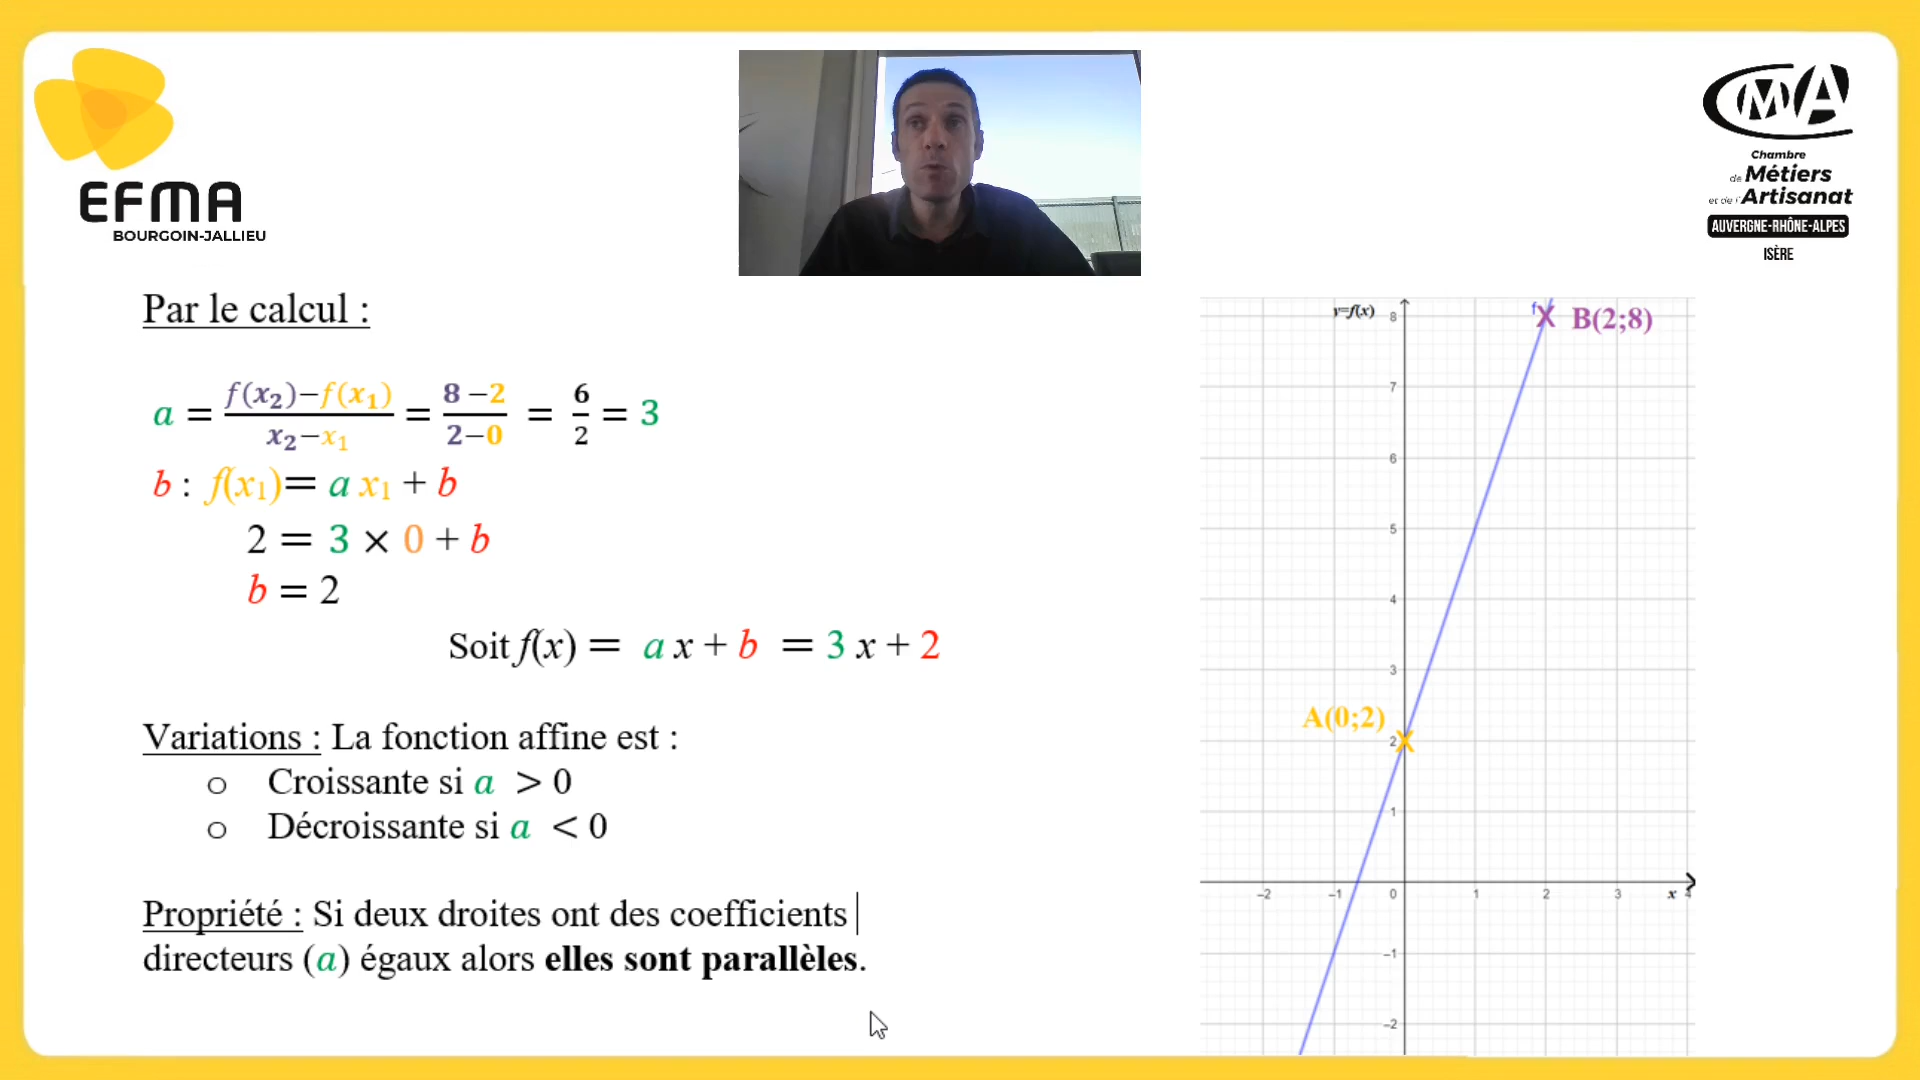 EFMA
BOURGOIN-JALLIEU
CMA
Chambre
de Métiers
et de l'Artisanat
AUVERGNE-RHÔNE-ALPES
ISÈRE
Par le calcul :
a = f(x₂)−f(x₁) / x₂−x₁ = 8−2 / 2−0 = 6/2 = 3
b : f(x₁)= a x₁ + b
2 = 3 × 0 + b
b = 2
Soit f(x) = a x + b = 3 x + 2
Variations : La fonction affine est :
o Croissante si a > 0
o Décroissante si a < 0
Propriété : Si deux droites ont des coefficients
directeurs (a) égaux alors elles sont parallèles.
y=f(x)
8
f
B(2;8)
7
6
5
4
3
A(0;2)
2
1
−2 −1 0 1 2 3 x 4
−1
−2